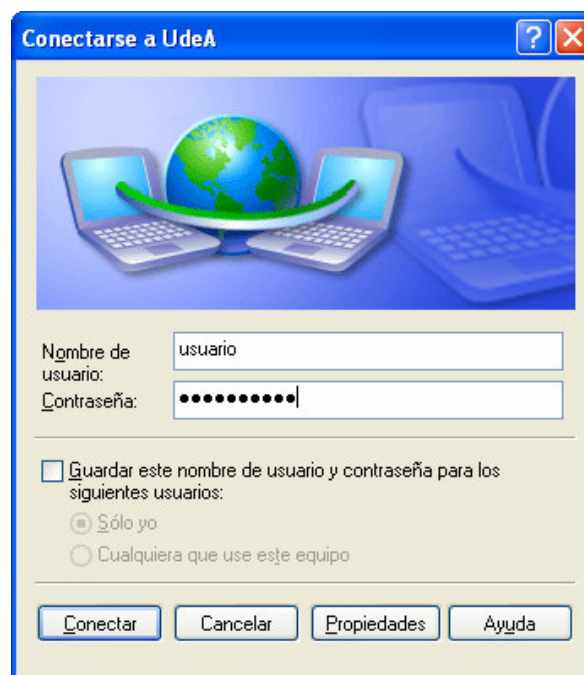 Conectarse a UdeA
Nombre de
usuario:
usuario
Contraseña:
••••••••••
Guardar este nombre de usuario y contraseña para los
siguientes usuarios:
Sólo yo
Cualquiera que use este equipo
Conectar
Cancelar
Propiedades
Ayuda